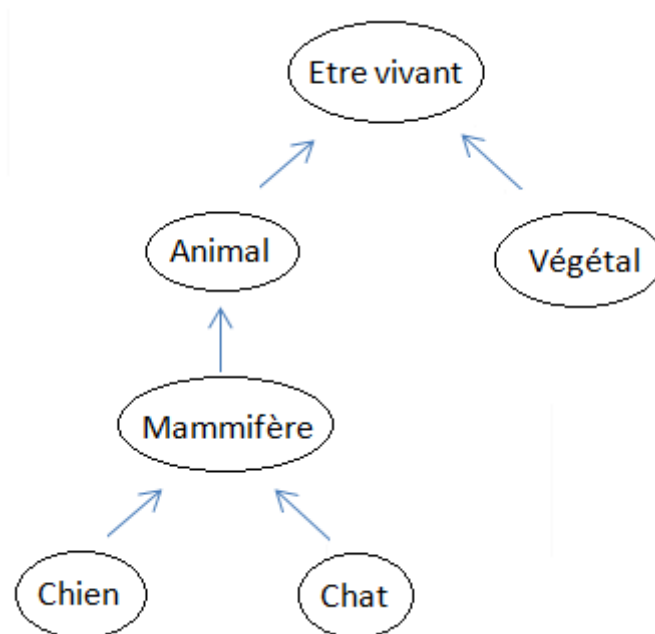 Etre vivant
Animal
Végétal
Mammifère
Chien
Chat